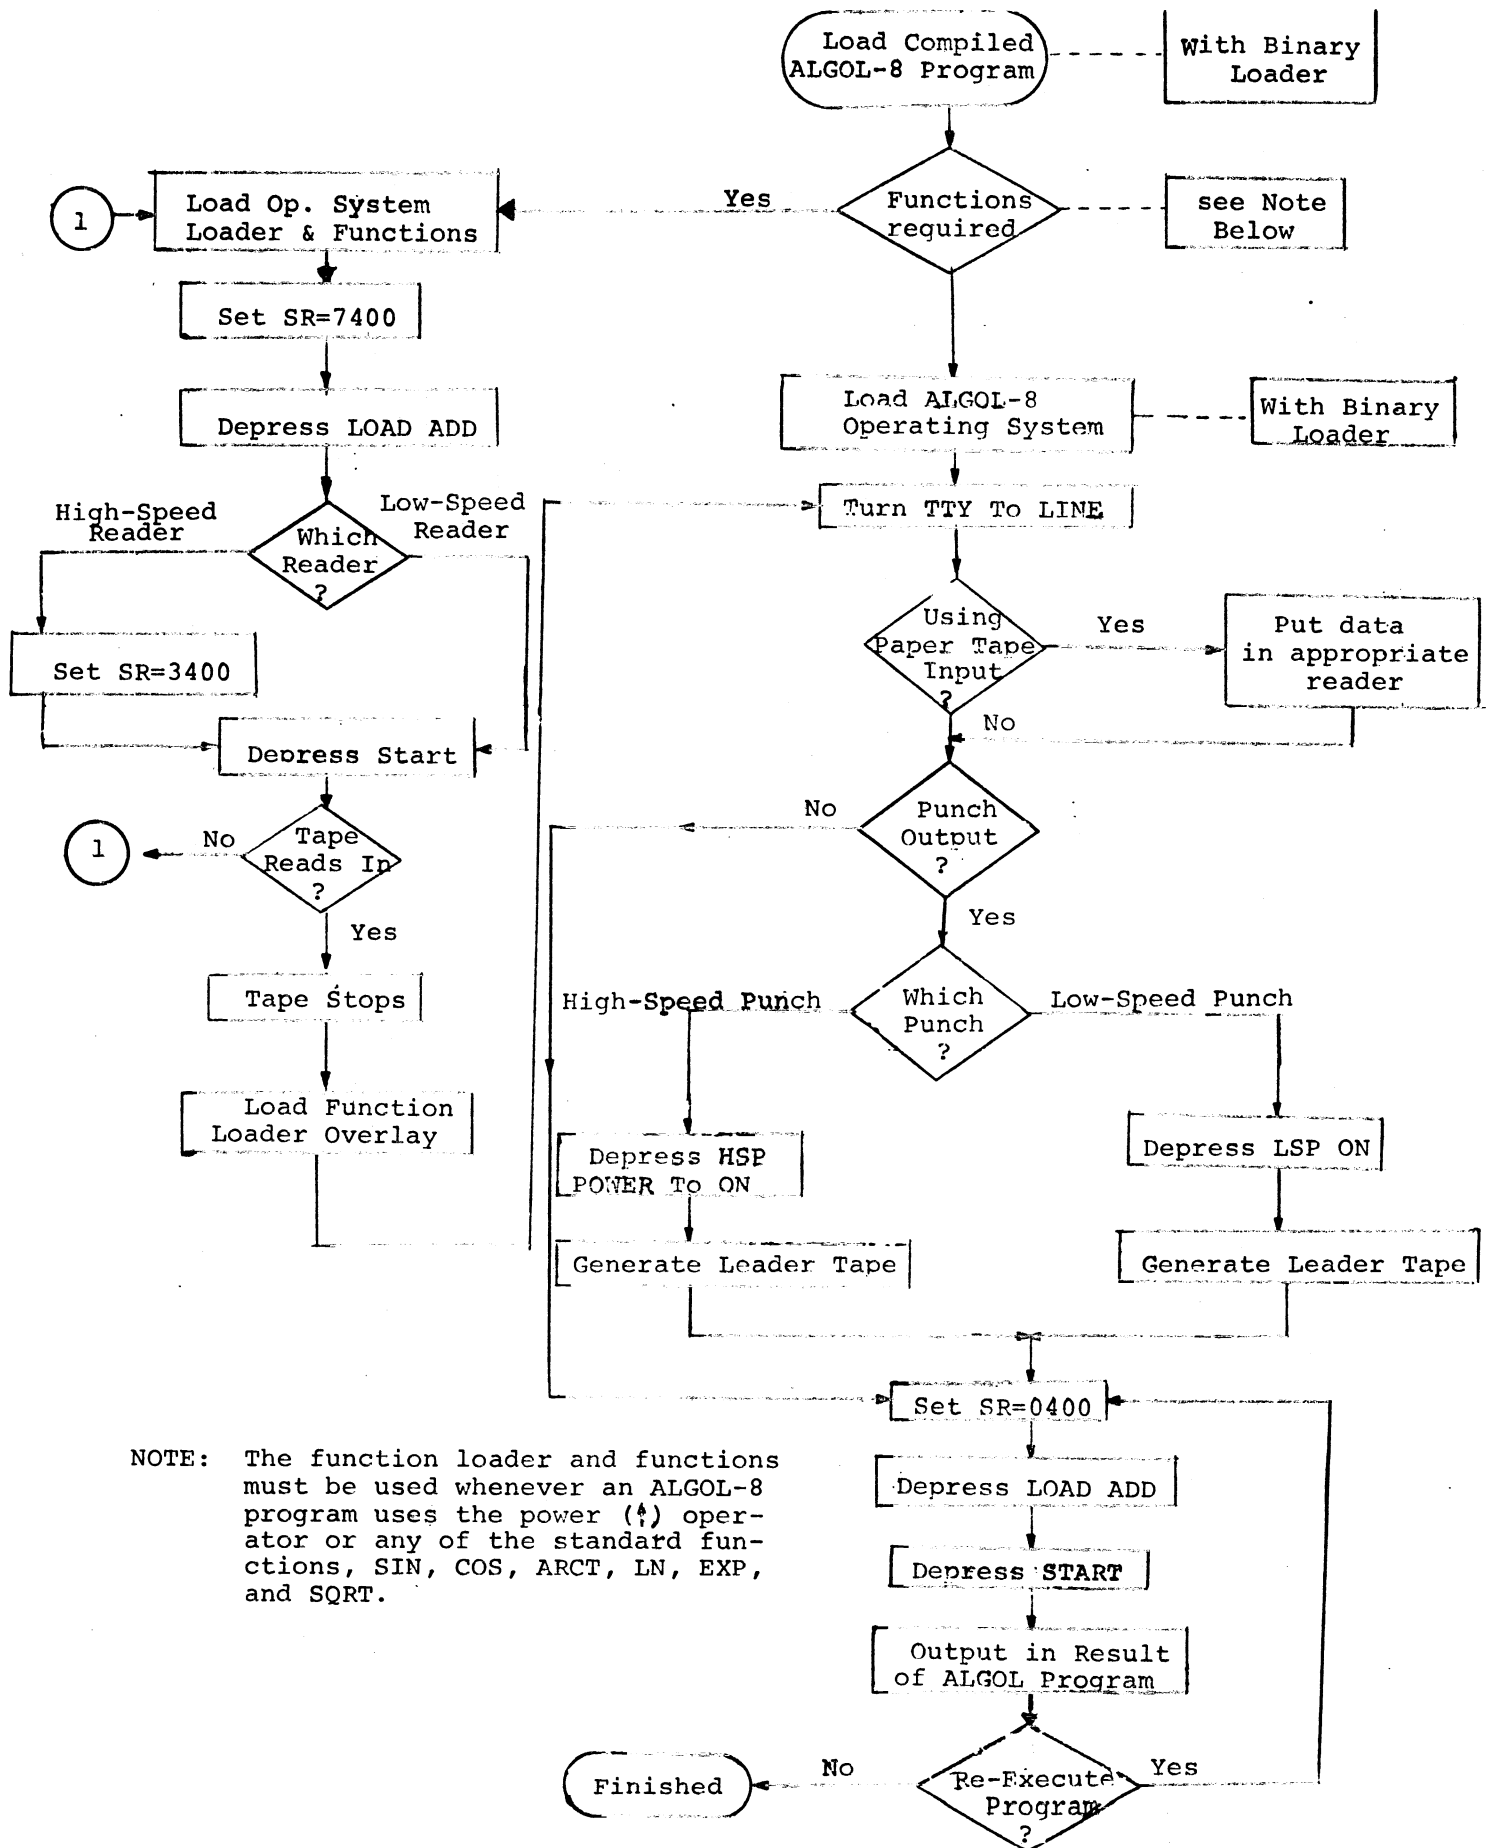 Load Compiled
ALGOL-8 Program
With Binary
Loader
1
Load Op. System
Loader & Functions
Yes
Functions
required
see Note
Below
Set SR=7400
Depress LOAD ADD
Load ALGOL-8
Operating System
With Binary
Loader
High-Speed
Reader
Low-Speed
Reader
Which
Reader
?
Turn TTY To LINE
Set SR=3400
Using
Paper Tape
Input
?
Yes
Put data
in appropriate
reader
No
Depress Start
No
Punch
Output
?
Yes
1
No
Tape
Reads In
?
Yes
Tape Stops
High-Speed Punch
Which
Punch
?
Low-Speed Punch
Load Function
Loader Overlay
Depress HSP
POWER To ON
Depress LSP ON
Generate Leader Tape
Generate Leader Tape
Set SR=0400
NOTE: The function loader and functions
must be used whenever an ALGOL-8
program uses the power (↑) oper-
ator or any of the standard fun-
ctions, SIN, COS, ARCT, LN, EXP,
and SQRT.
Depress LOAD ADD
Depress START
Output in Result
of ALGOL Program
Finished
No
Re-Execute
Program
?
Yes